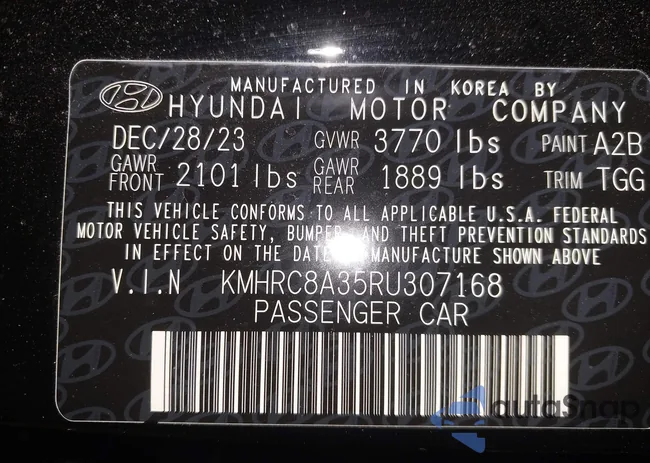 MANUFACTURED IN KOREA BY
HYUNDAI MOTOR COMPANY
DEC/28/23 GVWR 3770 lbs PAINT A2B
GAWR FRONT 2101 lbs GAWR REAR 1889 lbs TRIM TGG
THIS VEHICLE CONFORMS TO ALL APPLICABLE U.S.A. FEDERAL
MOTOR VEHICLE SAFETY, BUMPER AND THEFT PREVENTION STANDARDS
IN EFFECT ON THE DATE OF MANUFACTURE SHOWN ABOVE
V.I.N KMHRC8A35RU307168
PASSENGER CAR
autoSnap